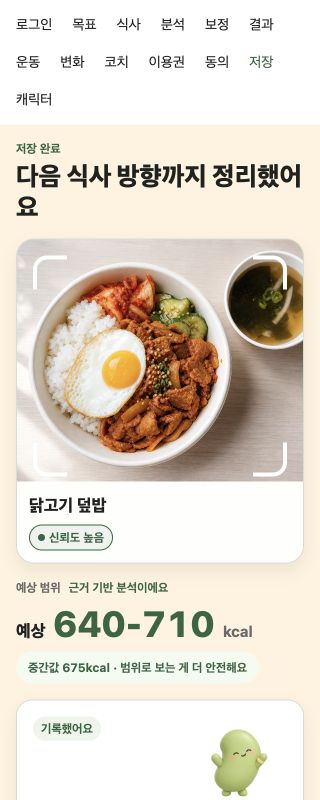 로그인 목표 식사 분석 보정 결과
운동 변화 코치 이용권 동의 저장
캐릭터
저장 완료
다음 식사 방향까지 정리했어
요
닭고기 덮밥
신뢰도 높음
예상 범위 근거 기반 분석이에요
예상 640-710 kcal
중간값 675kcal · 범위로 보는 게 더 안전해요
기록했어요